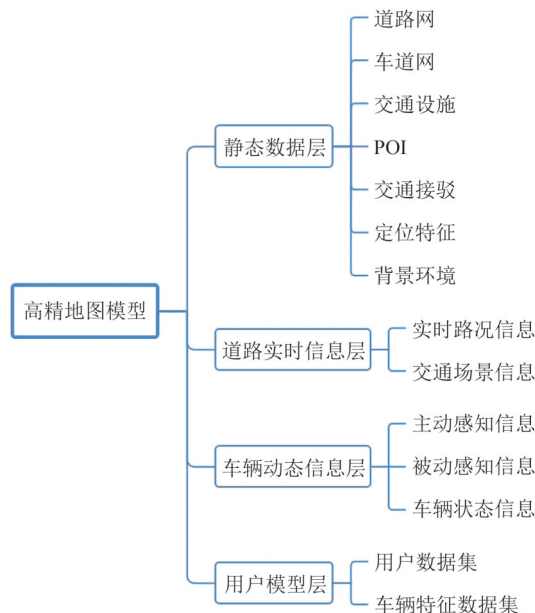 高精地图模型
静态数据层
道路网
车道网
交通设施
POI
交通接驳
定位特征
背景环境
道路实时信息层
实时路况信息
交通场景信息
车辆动态信息层
主动感知信息
被动感知信息
车辆状态信息
用户模型层
用户数据集
车辆特征数据集